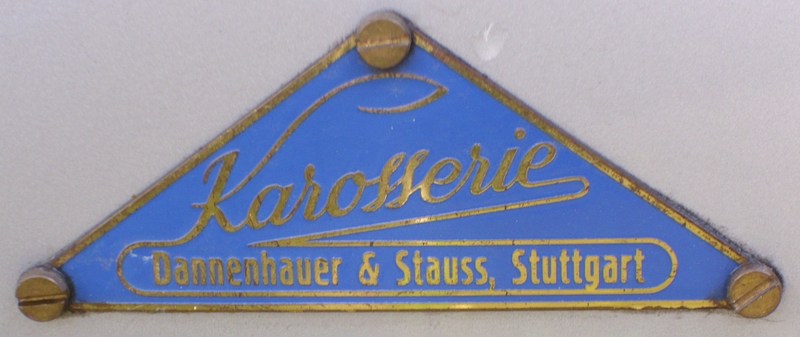 Karosserie
Dannenhauer & Stauss, Stuttgart